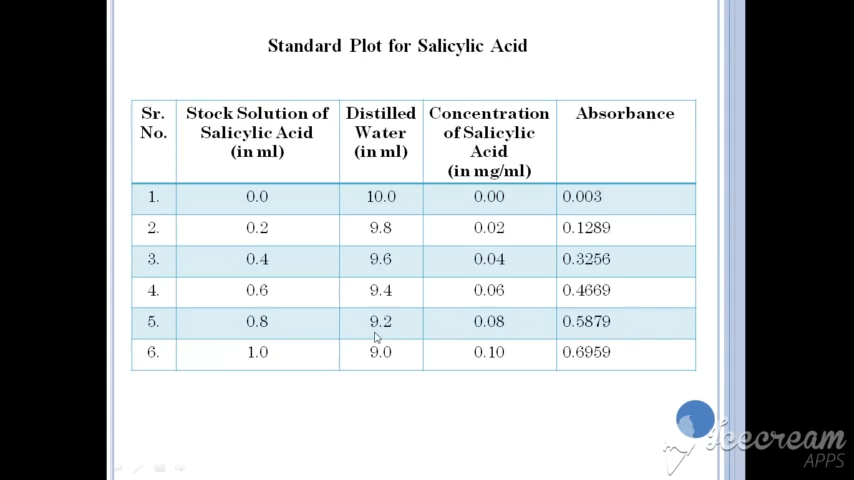 Standard Plot for Salicylic Acid
Sr. No. Stock Solution of Salicylic Acid (in ml) Distilled Water (in ml) Concentration of Salicylic Acid (in mg/ml) Absorbance
1. 0.0 10.0 0.00 0.003
2. 0.2 9.8 0.02 0.1289
3. 0.4 9.6 0.04 0.3256
4. 0.6 9.4 0.06 0.4669
5. 0.8 9.2 0.08 0.5879
6. 1.0 9.0 0.10 0.6959
Icecream
APPS